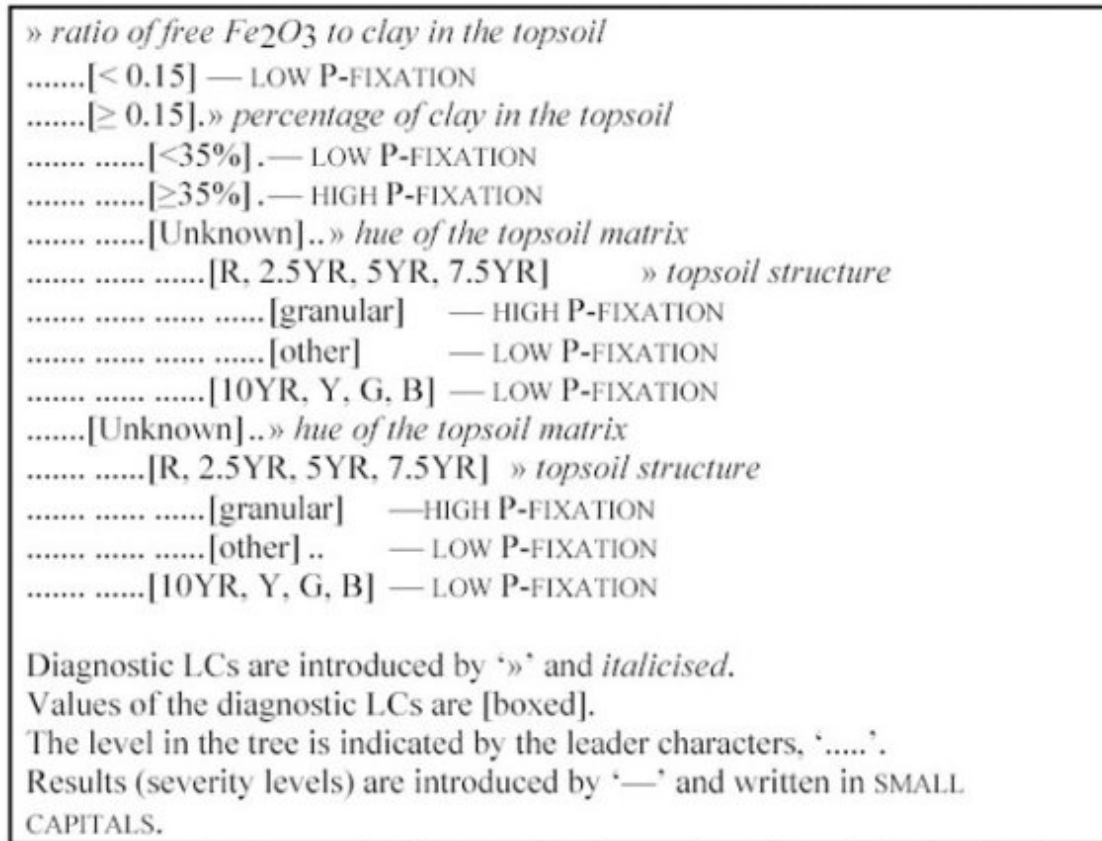 » ratio of free Fe2O3 to clay in the topsoil
.......[< 0.15] — LOW P-FIXATION
.......[≥ 0.15].» percentage of clay in the topsoil
....... ......[<35%] .— LOW P-FIXATION
....... ......[≥35%] .— HIGH P-FIXATION
....... ......[Unknown] .. » hue of the topsoil matrix
....... ...... ......[R, 2.5YR, 5YR, 7.5YR] » topsoil structure
....... ...... ...... ......[granular] — HIGH P-FIXATION
....... ...... ...... ......[other] — LOW P-FIXATION
....... ...... ......[10YR, Y, G, B] — LOW P-FIXATION
.......[Unknown] .. » hue of the topsoil matrix
....... ......[R, 2.5YR, 5YR, 7.5YR] » topsoil structure
....... ...... ......[granular] —HIGH P-FIXATION
....... ...... ......[other] .. — LOW P-FIXATION
....... ......[10YR, Y, G, B] — LOW P-FIXATION
Diagnostic LCs are introduced by ‘»’ and italicised.
Values of the diagnostic LCs are [boxed].
The level in the tree is indicated by the leader characters, ‘.....’.
Results (severity levels) are introduced by ‘—’ and written in SMALL
CAPITALS.